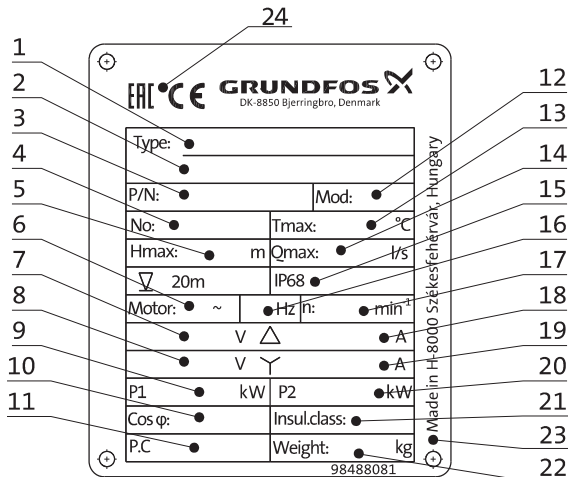 24
1
2
3
4
5
6
7
8
9
10
11
EAC CE GRUNDFOS
DK-8850 Bjerringbro, Denmark
Type:
P/N: Mod:
No: Tmax: °C
Hmax: m Qmax: l/s
20m IP68
Motor: ~ Hz n: min-1
V △ A
V Y A
P1 kW P2 kW
Cos φ: Insul.class:
P.C Weight: kg
98488081
Made in H-8000 Székesfehérvár, Hungary
12
13
14
15
16
17
18
19
20
21
23
22